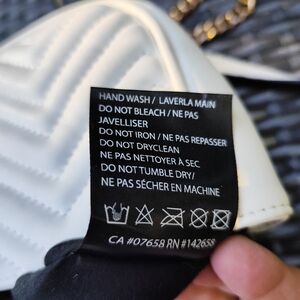 HAND WASH / LAVERLA MAIN
DO NOT BLEACH / NE PAS
JAVELLISER
DO NOT IRON / NE PAS REPASSER
DO NOT DRYCLEAN
NE PAS NETTOYER À SEC
DO NOT TUMBLE DRY/
NE PAS SÉCHER EN MACHINE
CA #07658 RN #142658